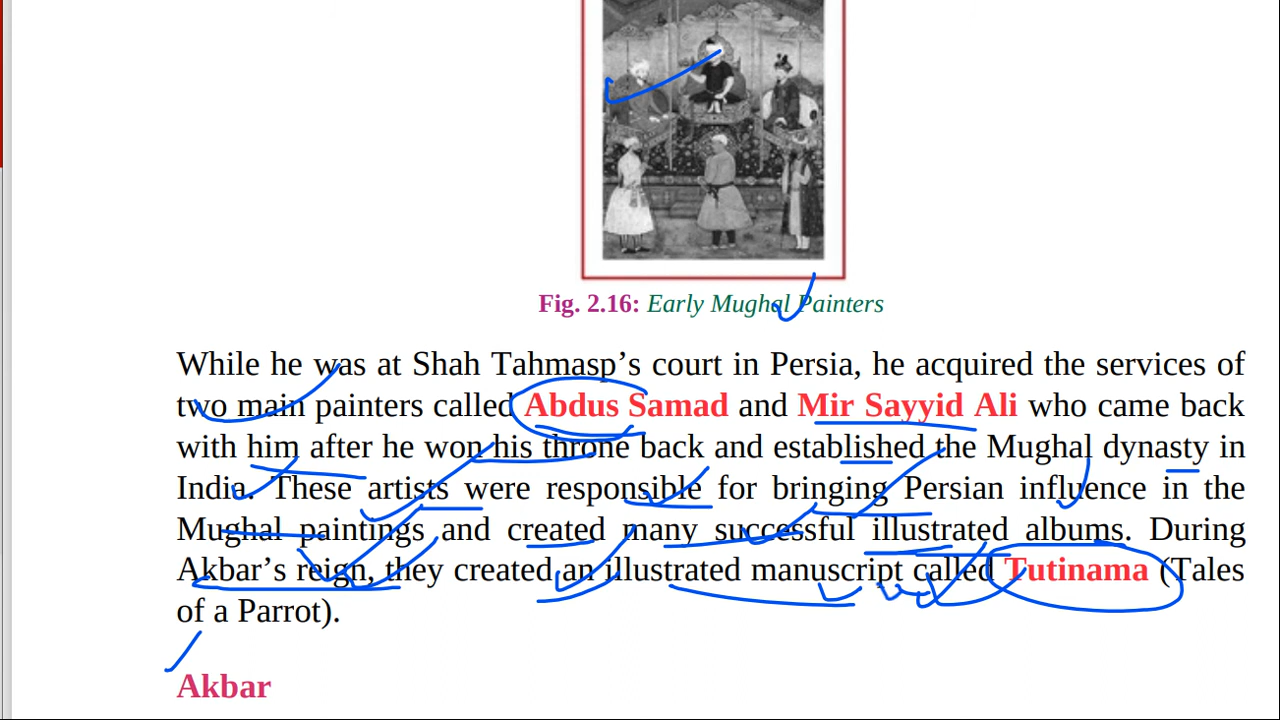 Fig. 2.16: Early Mughal Painters
While he was at Shah Tahmasp’s court in Persia, he acquired the services of
two main painters called Abdus Samad and Mir Sayyid Ali who came back
with him after he won his throne back and established the Mughal dynasty in
India. These artists were responsible for bringing Persian influence in the
Mughal paintings and created many successful illustrated albums. During
Akbar’s reign, they created an illustrated manuscript called Tutinama (Tales
of a Parrot).
Akbar